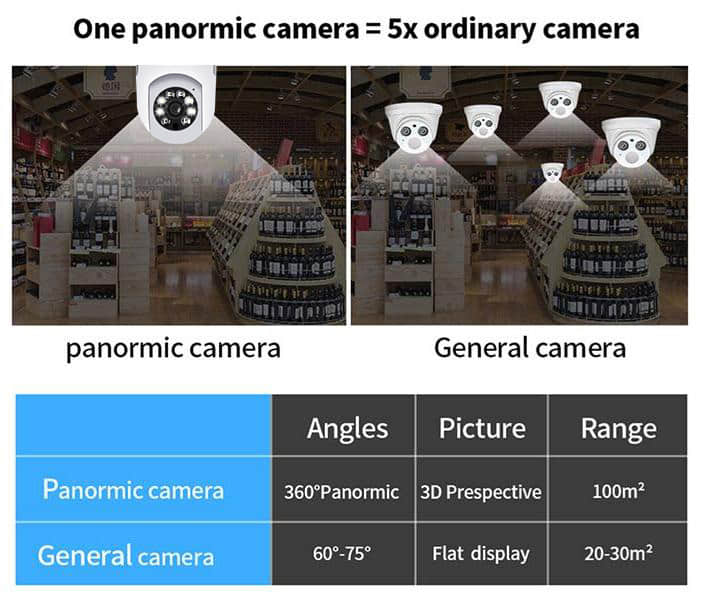 One panormic camera = 5x ordinary camera
panormic camera
General camera
Angles Picture Range
Panormic camera 360°Panormic 3D Prespective 100m²
General camera 60°-75° Flat display 20-30m²